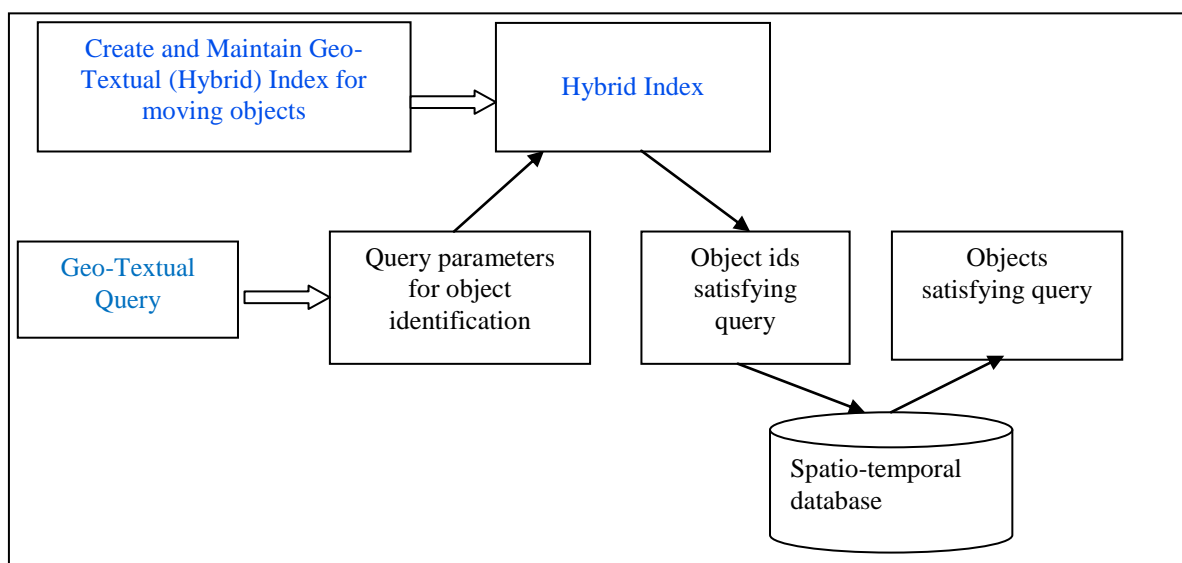 Create and Maintain Geo-
Textual (Hybrid) Index for
moving objects
Hybrid Index
Geo-Textual
Query
Query parameters
for object
identification
Object ids
satisfying
query
Objects
satisfying query
Spatio-temporal
database